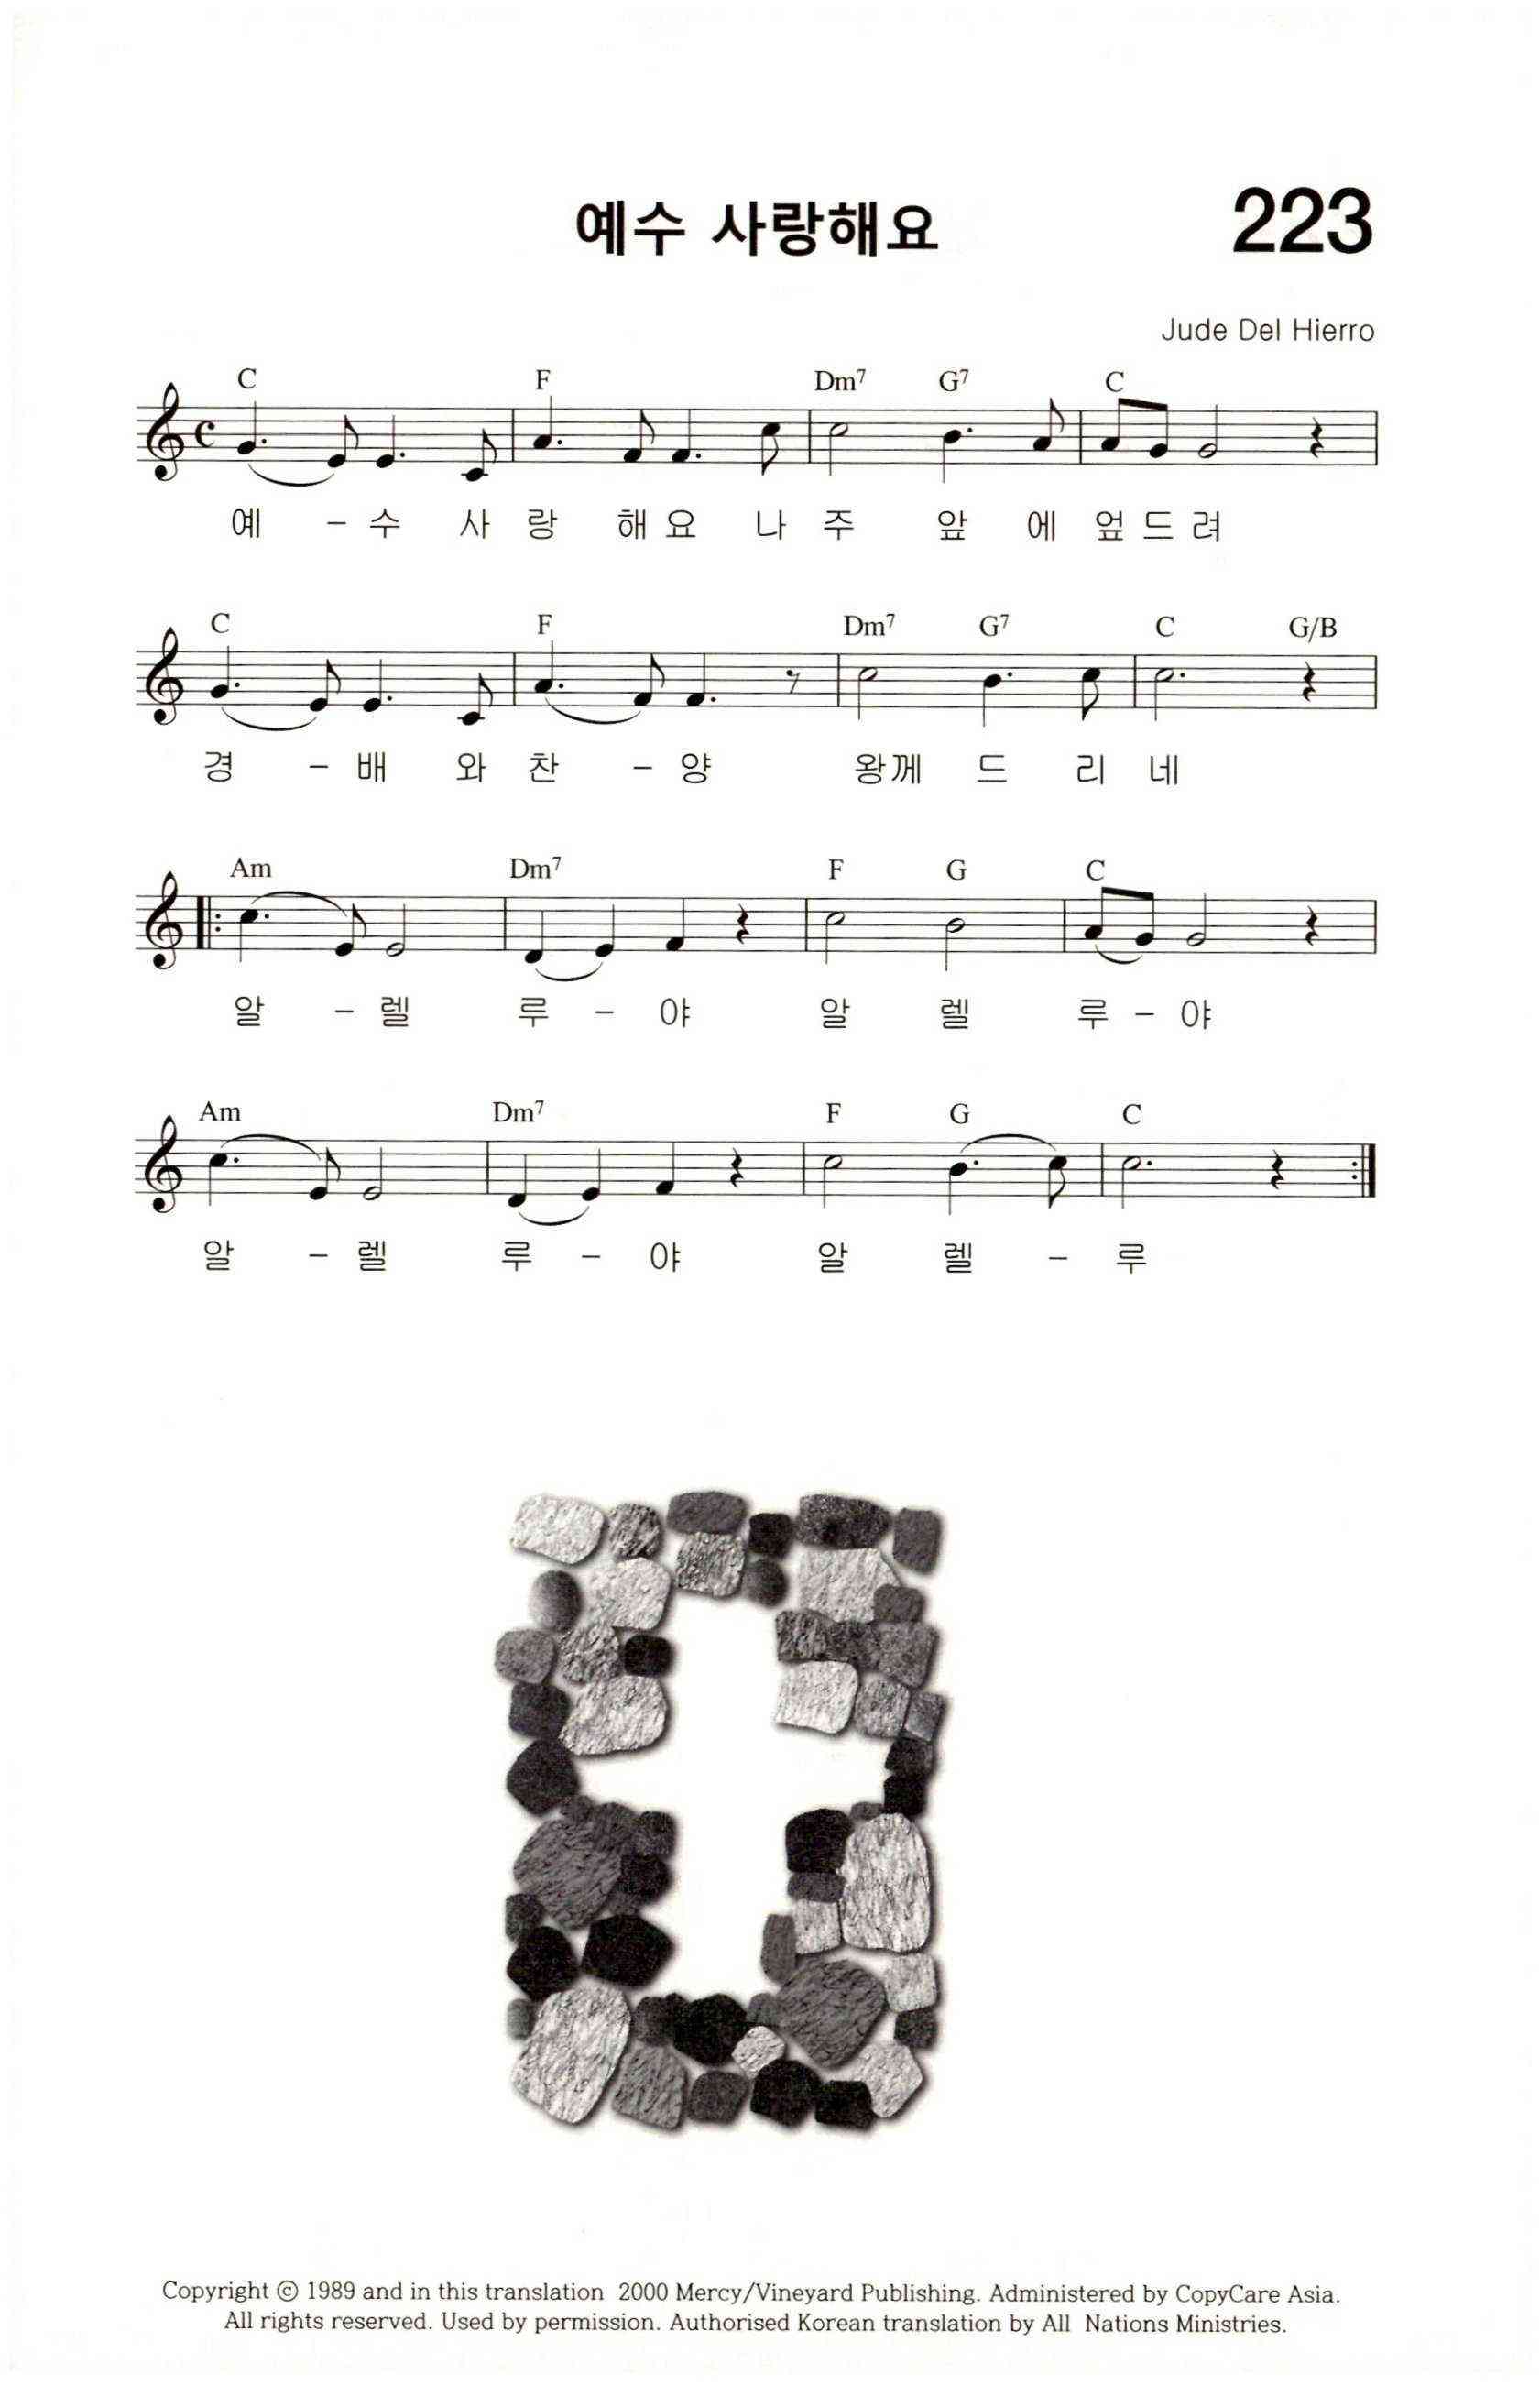 예수 사랑해요
223
Jude Del Hierro
C F Dm7 G7 C
예 - 수 사 랑 해 요 나 주 앞 에 엎 드 려
C F Dm7 G7 C G/B
경 - 배 와 찬 - 양 왕께 드 리 네
Am Dm7 F G C
알 - 렐 루 - 야 알 렐 루 - 야
Am Dm7 F G C
알 - 렐 루 - 야 알 렐 - 루
Copyright © 1989 and in this translation 2000 Mercy/Vineyard Publishing. Administered by CopyCare Asia.
All rights reserved. Used by permission. Authorised Korean translation by All Nations Ministries.